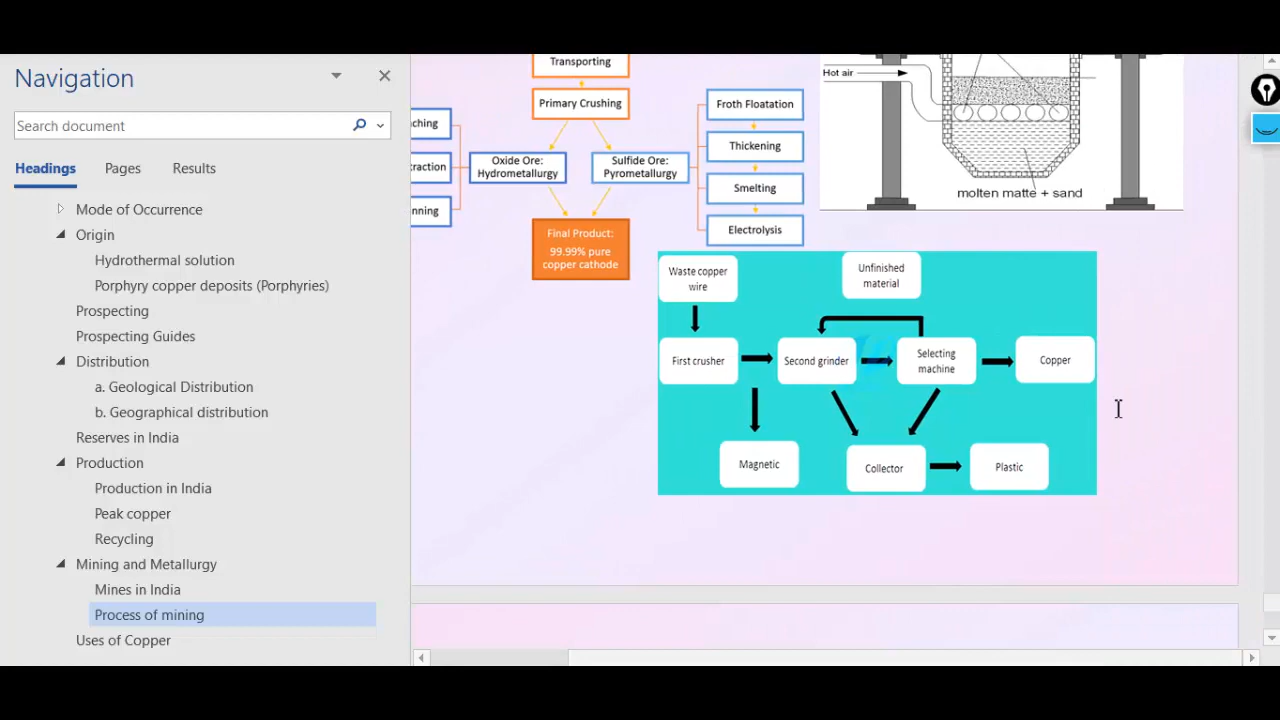 Navigation
Search document
Headings
Pages
Results
Mode of Occurrence
Origin
Hydrothermal solution
Porphyry copper deposits (Porphyries)
Prospecting
Prospecting Guides
Distribution
a. Geological Distribution
b. Geographical distribution
Reserves in India
Production
Production in India
Peak copper
Recycling
Mining and Metallurgy
Mines in India
Process of mining
Uses of Copper
Transporting
Primary Crushing
ching
raction
nning
Oxide Ore:
Hydrometallurgy
Sulfide Ore:
Pyrometallurgy
Froth Floatation
Thickening
Smelting
Electrolysis
Final Product:
99.99% pure
copper cathode
Hot air
molten matte + sand
Waste copper
wire
Unfinished
material
First crusher
Second grinder
Selecting
machine
Copper
Magnetic
Collector
Plastic